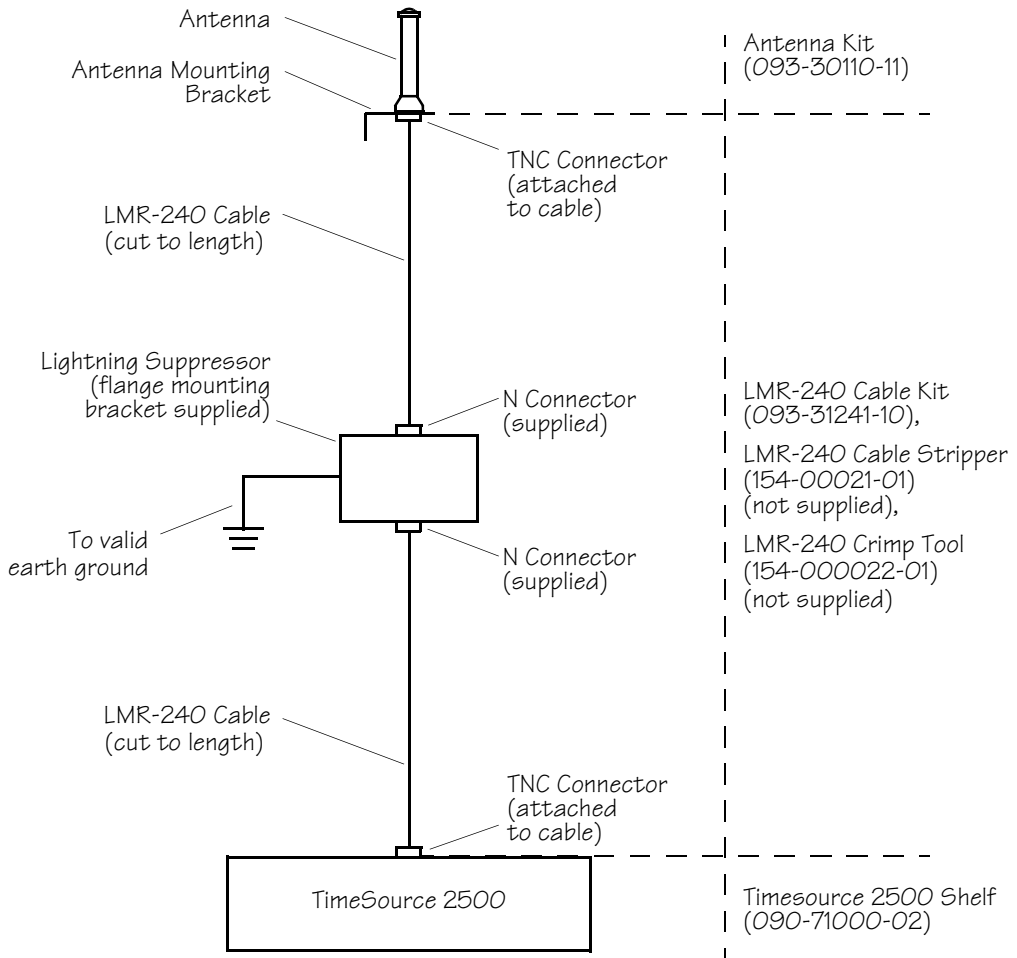 Antenna
Antenna Mounting
Bracket
Antenna Kit
(093-30110-11)
TNC Connector
(attached
to cable)
LMR-240 Cable
(cut to length)
Lightning Suppressor
(flange mounting
bracket supplied)
N Connector
(supplied)
LMR-240 Cable Kit
(093-31241-10),
LMR-240 Cable Stripper
(154-00021-01)
(not supplied),
LMR-240 Crimp Tool
(154-000022-01)
(not supplied)
To valid
earth ground
N Connector
(supplied)
LMR-240 Cable
(cut to length)
TNC Connector
(attached
to cable)
TimeSource 2500
Timesource 2500 Shelf
(090-71000-02)